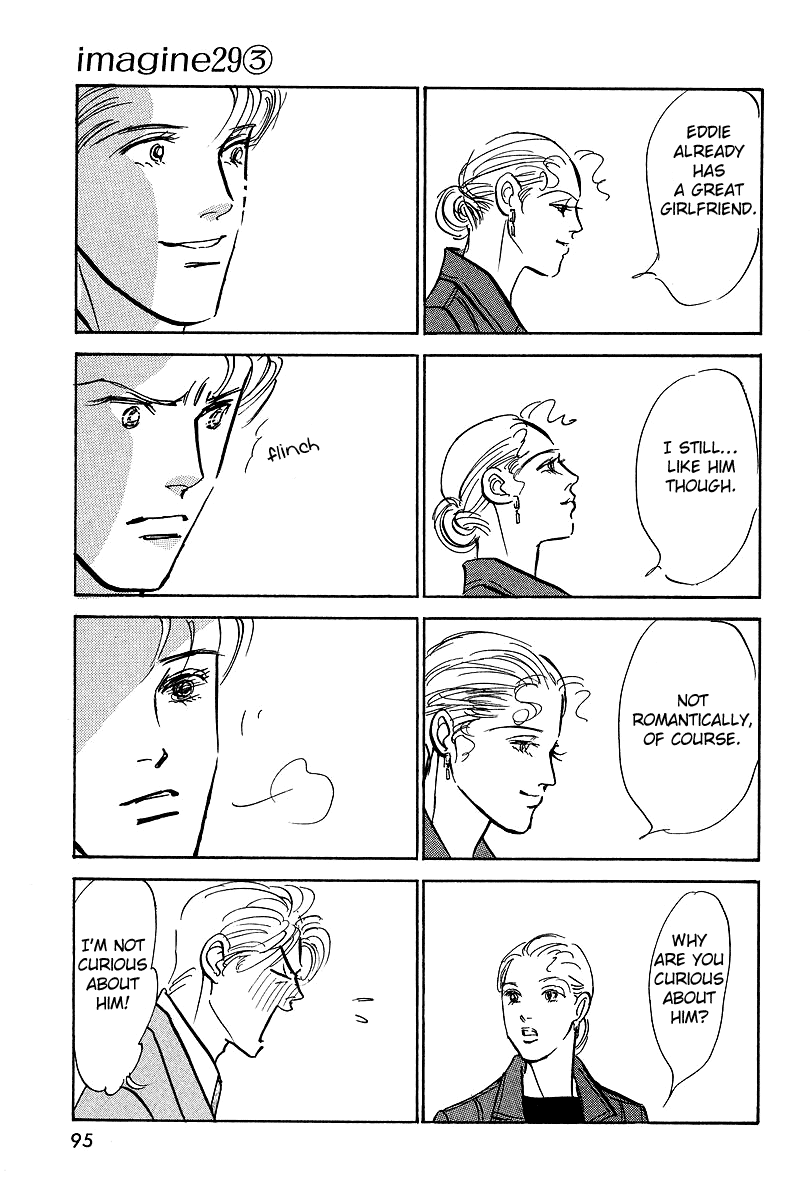 imagine29③
EDDIE
ALREADY
HAS
A GREAT
GIRLFRIEND.
I STILL...
LIKE HIM
THOUGH.
flinch
NOT
ROMANTICALLY,
OF COURSE.
WHY
ARE YOU
CURIOUS
ABOUT
HIM?
I'M NOT
CURIOUS
ABOUT
HIM!
95